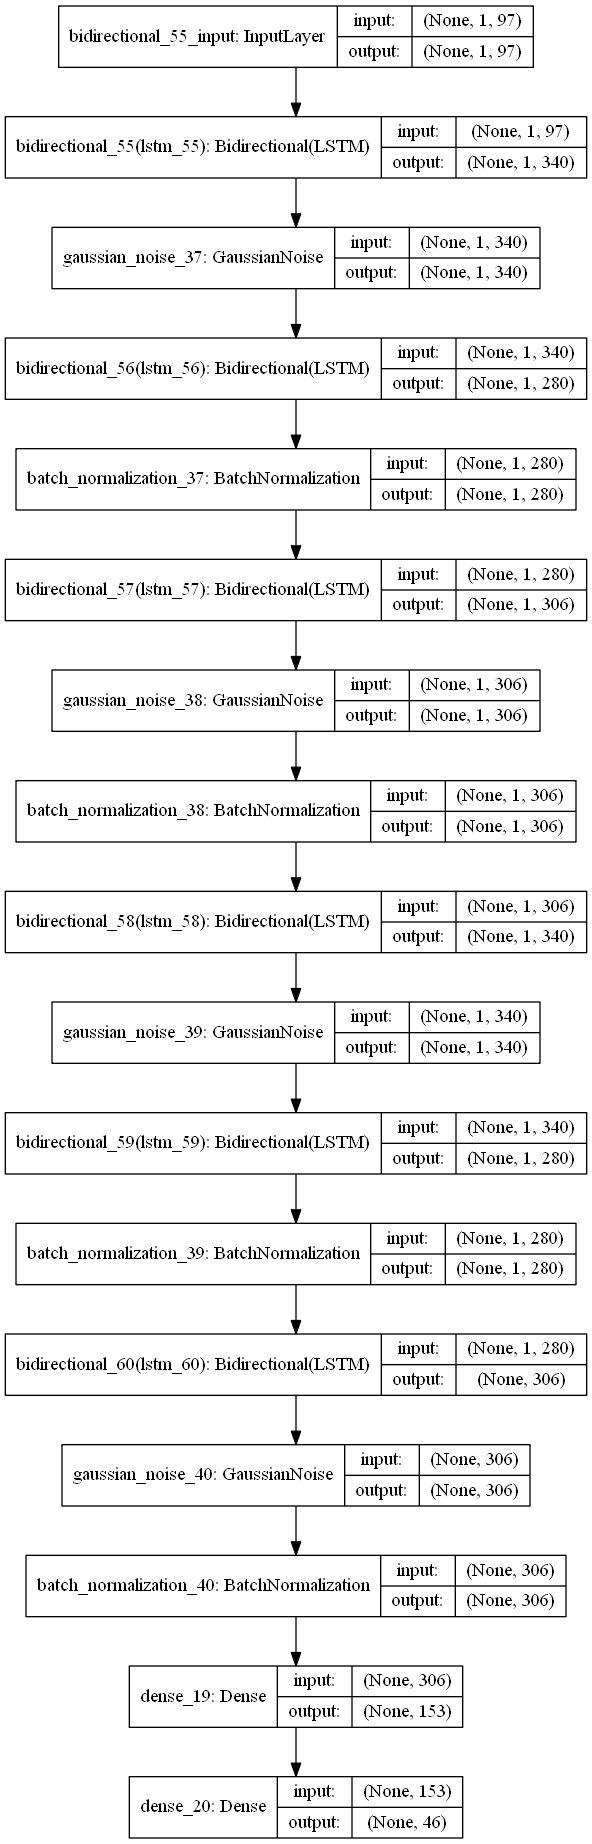 bidirectional_55_input: InputLayer
input: (None, 1, 97)
output: (None, 1, 97)
bidirectional_55(lstm_55): Bidirectional(LSTM)
input: (None, 1, 97)
output: (None, 1, 340)
gaussian_noise_37: GaussianNoise
input: (None, 1, 340)
output: (None, 1, 340)
bidirectional_56(lstm_56): Bidirectional(LSTM)
input: (None, 1, 340)
output: (None, 1, 280)
batch_normalization_37: BatchNormalization
input: (None, 1, 280)
output: (None, 1, 280)
bidirectional_57(lstm_57): Bidirectional(LSTM)
input: (None, 1, 280)
output: (None, 1, 306)
gaussian_noise_38: GaussianNoise
input: (None, 1, 306)
output: (None, 1, 306)
batch_normalization_38: BatchNormalization
input: (None, 1, 306)
output: (None, 1, 306)
bidirectional_58(lstm_58): Bidirectional(LSTM)
input: (None, 1, 306)
output: (None, 1, 340)
gaussian_noise_39: GaussianNoise
input: (None, 1, 340)
output: (None, 1, 340)
bidirectional_59(lstm_59): Bidirectional(LSTM)
input: (None, 1, 340)
output: (None, 1, 280)
batch_normalization_39: BatchNormalization
input: (None, 1, 280)
output: (None, 1, 280)
bidirectional_60(lstm_60): Bidirectional(LSTM)
input: (None, 1, 280)
output: (None, 306)
gaussian_noise_40: GaussianNoise
input: (None, 306)
output: (None, 306)
batch_normalization_40: BatchNormalization
input: (None, 306)
output: (None, 306)
dense_19: Dense
input: (None, 306)
output: (None, 153)
dense_20: Dense
input: (None, 153)
output: (None, 46)